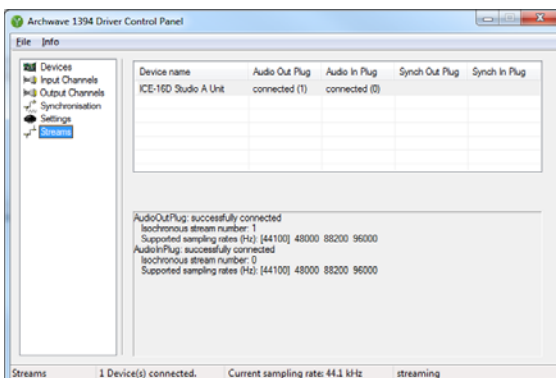 Archwave 1394 Driver Control Panel
File Info
Devices
Input Channels
Output Channels
Synchronisation
Settings
Streams
Device name Audio Out Plug Audio In Plug Synch Out Plug Synch In Plug
ICE-16D Studio A Unit connected (1) connected (0)
AudioOutPlug: successfully connected
Isochronous stream number: 1
Supported sampling rates (Hz): [44100] 48000 88200 96000
AudioInPlug: successfully connected
Isochronous stream number: 0
Supported sampling rates (Hz): [44100] 48000 88200 96000
Streams 1 Device(s) connected. Current sampling rate: 44.1 kHz streaming